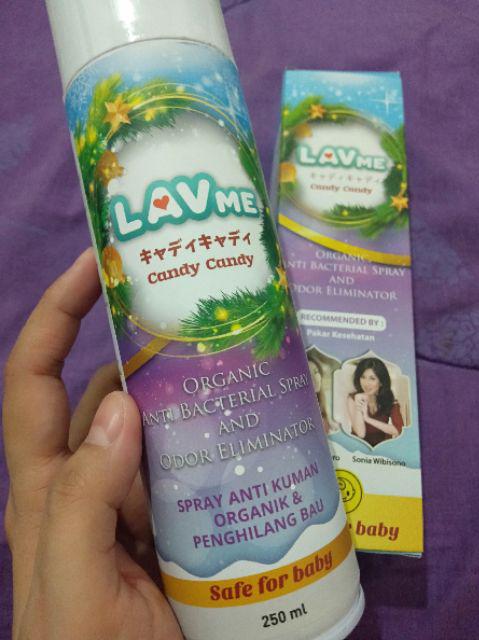 LAVME
キャディキャディ
Candy Candy
ORGANIC
ANTI BACTERIAL SPRAY
AND
ODOR ELIMINATOR
SPRAY ANTI KUMAN
ORGANIK &
PENGHILANG BAU
Safe for baby
250 ml
LAVME
キャディキャディ
Candy Candy
ORGANIC
ANTI BACTERIAL SPRAY
AND
ODOR ELIMINATOR
RECOMMENDED BY :
Pakar Kesehatan
Sonia Wibisono
baby